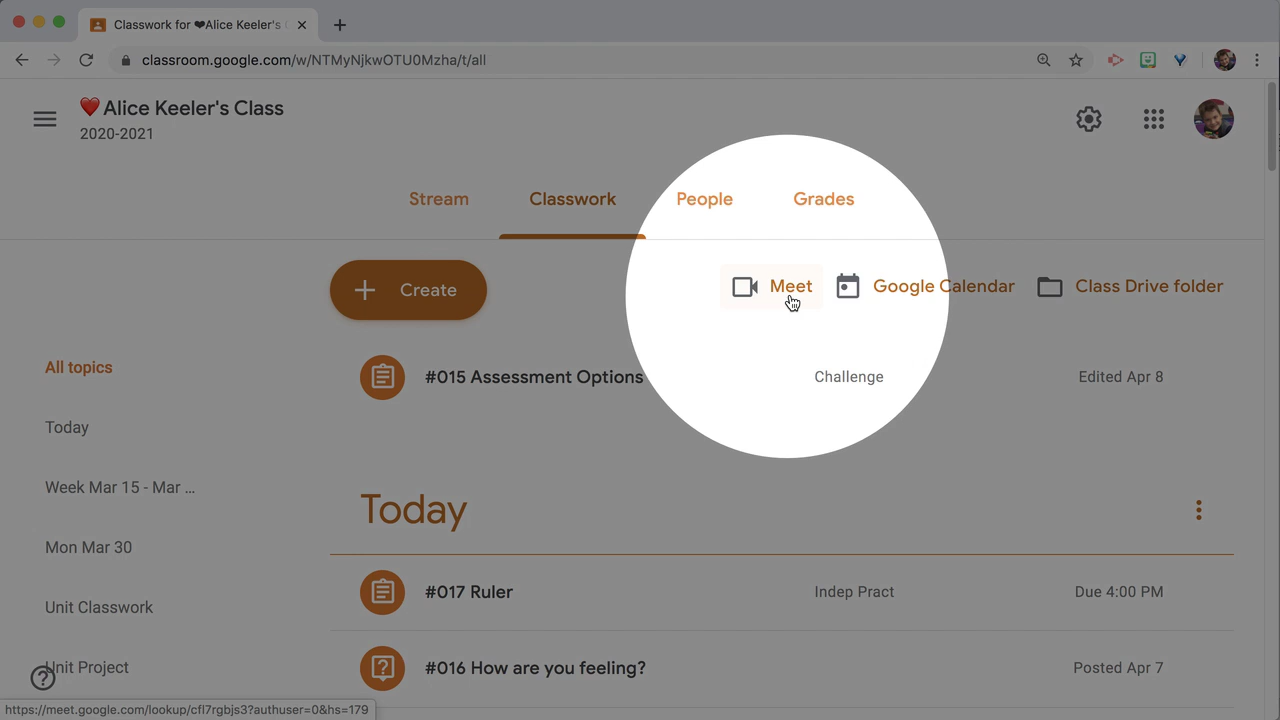 Classwork for ❤Alice Keeler's
classroom.google.com/w/NTMyNjkwOTU0Mzha/t/all
❤️Alice Keeler's Class
2020-2021
Stream Classwork People Grades
Create
Meet Google Calendar Class Drive folder
All topics
Today
Week Mar 15 - Mar ...
Mon Mar 30
Unit Classwork
Unit Project
#015 Assessment Options Challenge Edited Apr 8
Today
#017 Ruler Indep Pract Due 4:00 PM
#016 How are you feeling? Posted Apr 7
https://meet.google.com/lookup/cfl7rgbjs3?authuser=0&hs=179